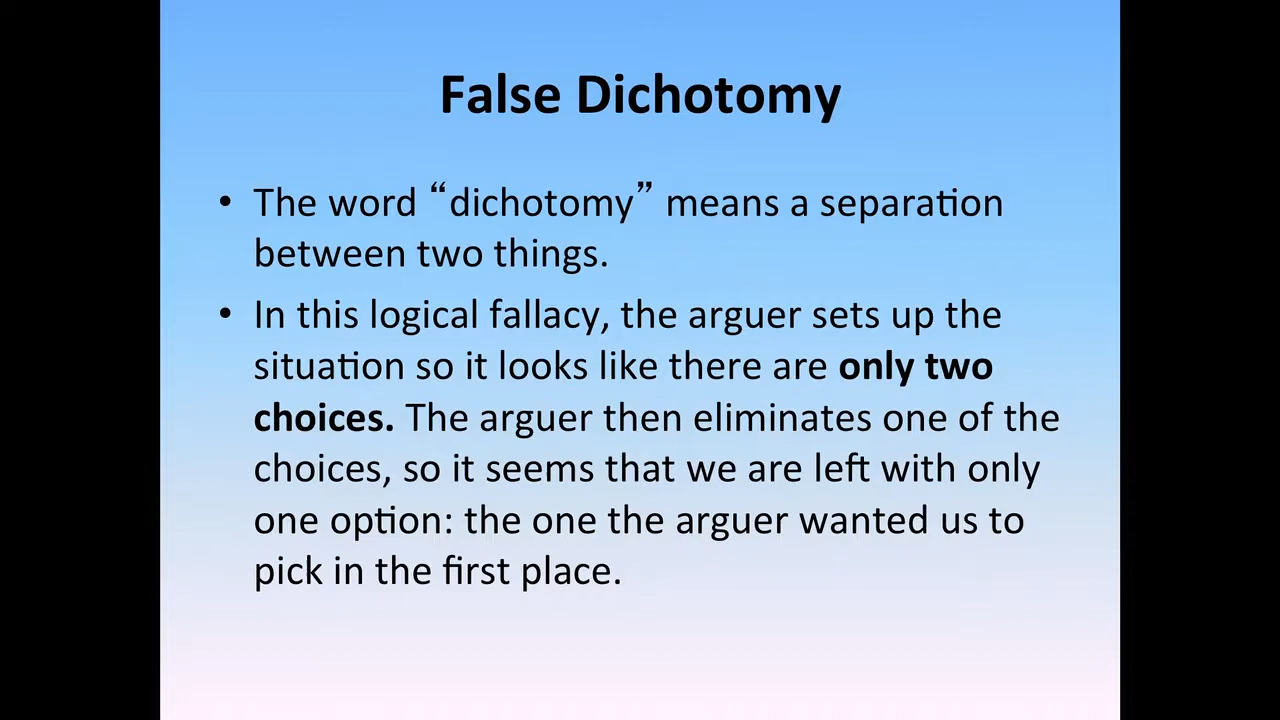 False Dichotomy
• The word “dichotomy” means a separation
between two things.
• In this logical fallacy, the arguer sets up the
situation so it looks like there are only two
choices. The arguer then eliminates one of the
choices, so it seems that we are left with only
one option: the one the arguer wanted us to
pick in the first place.